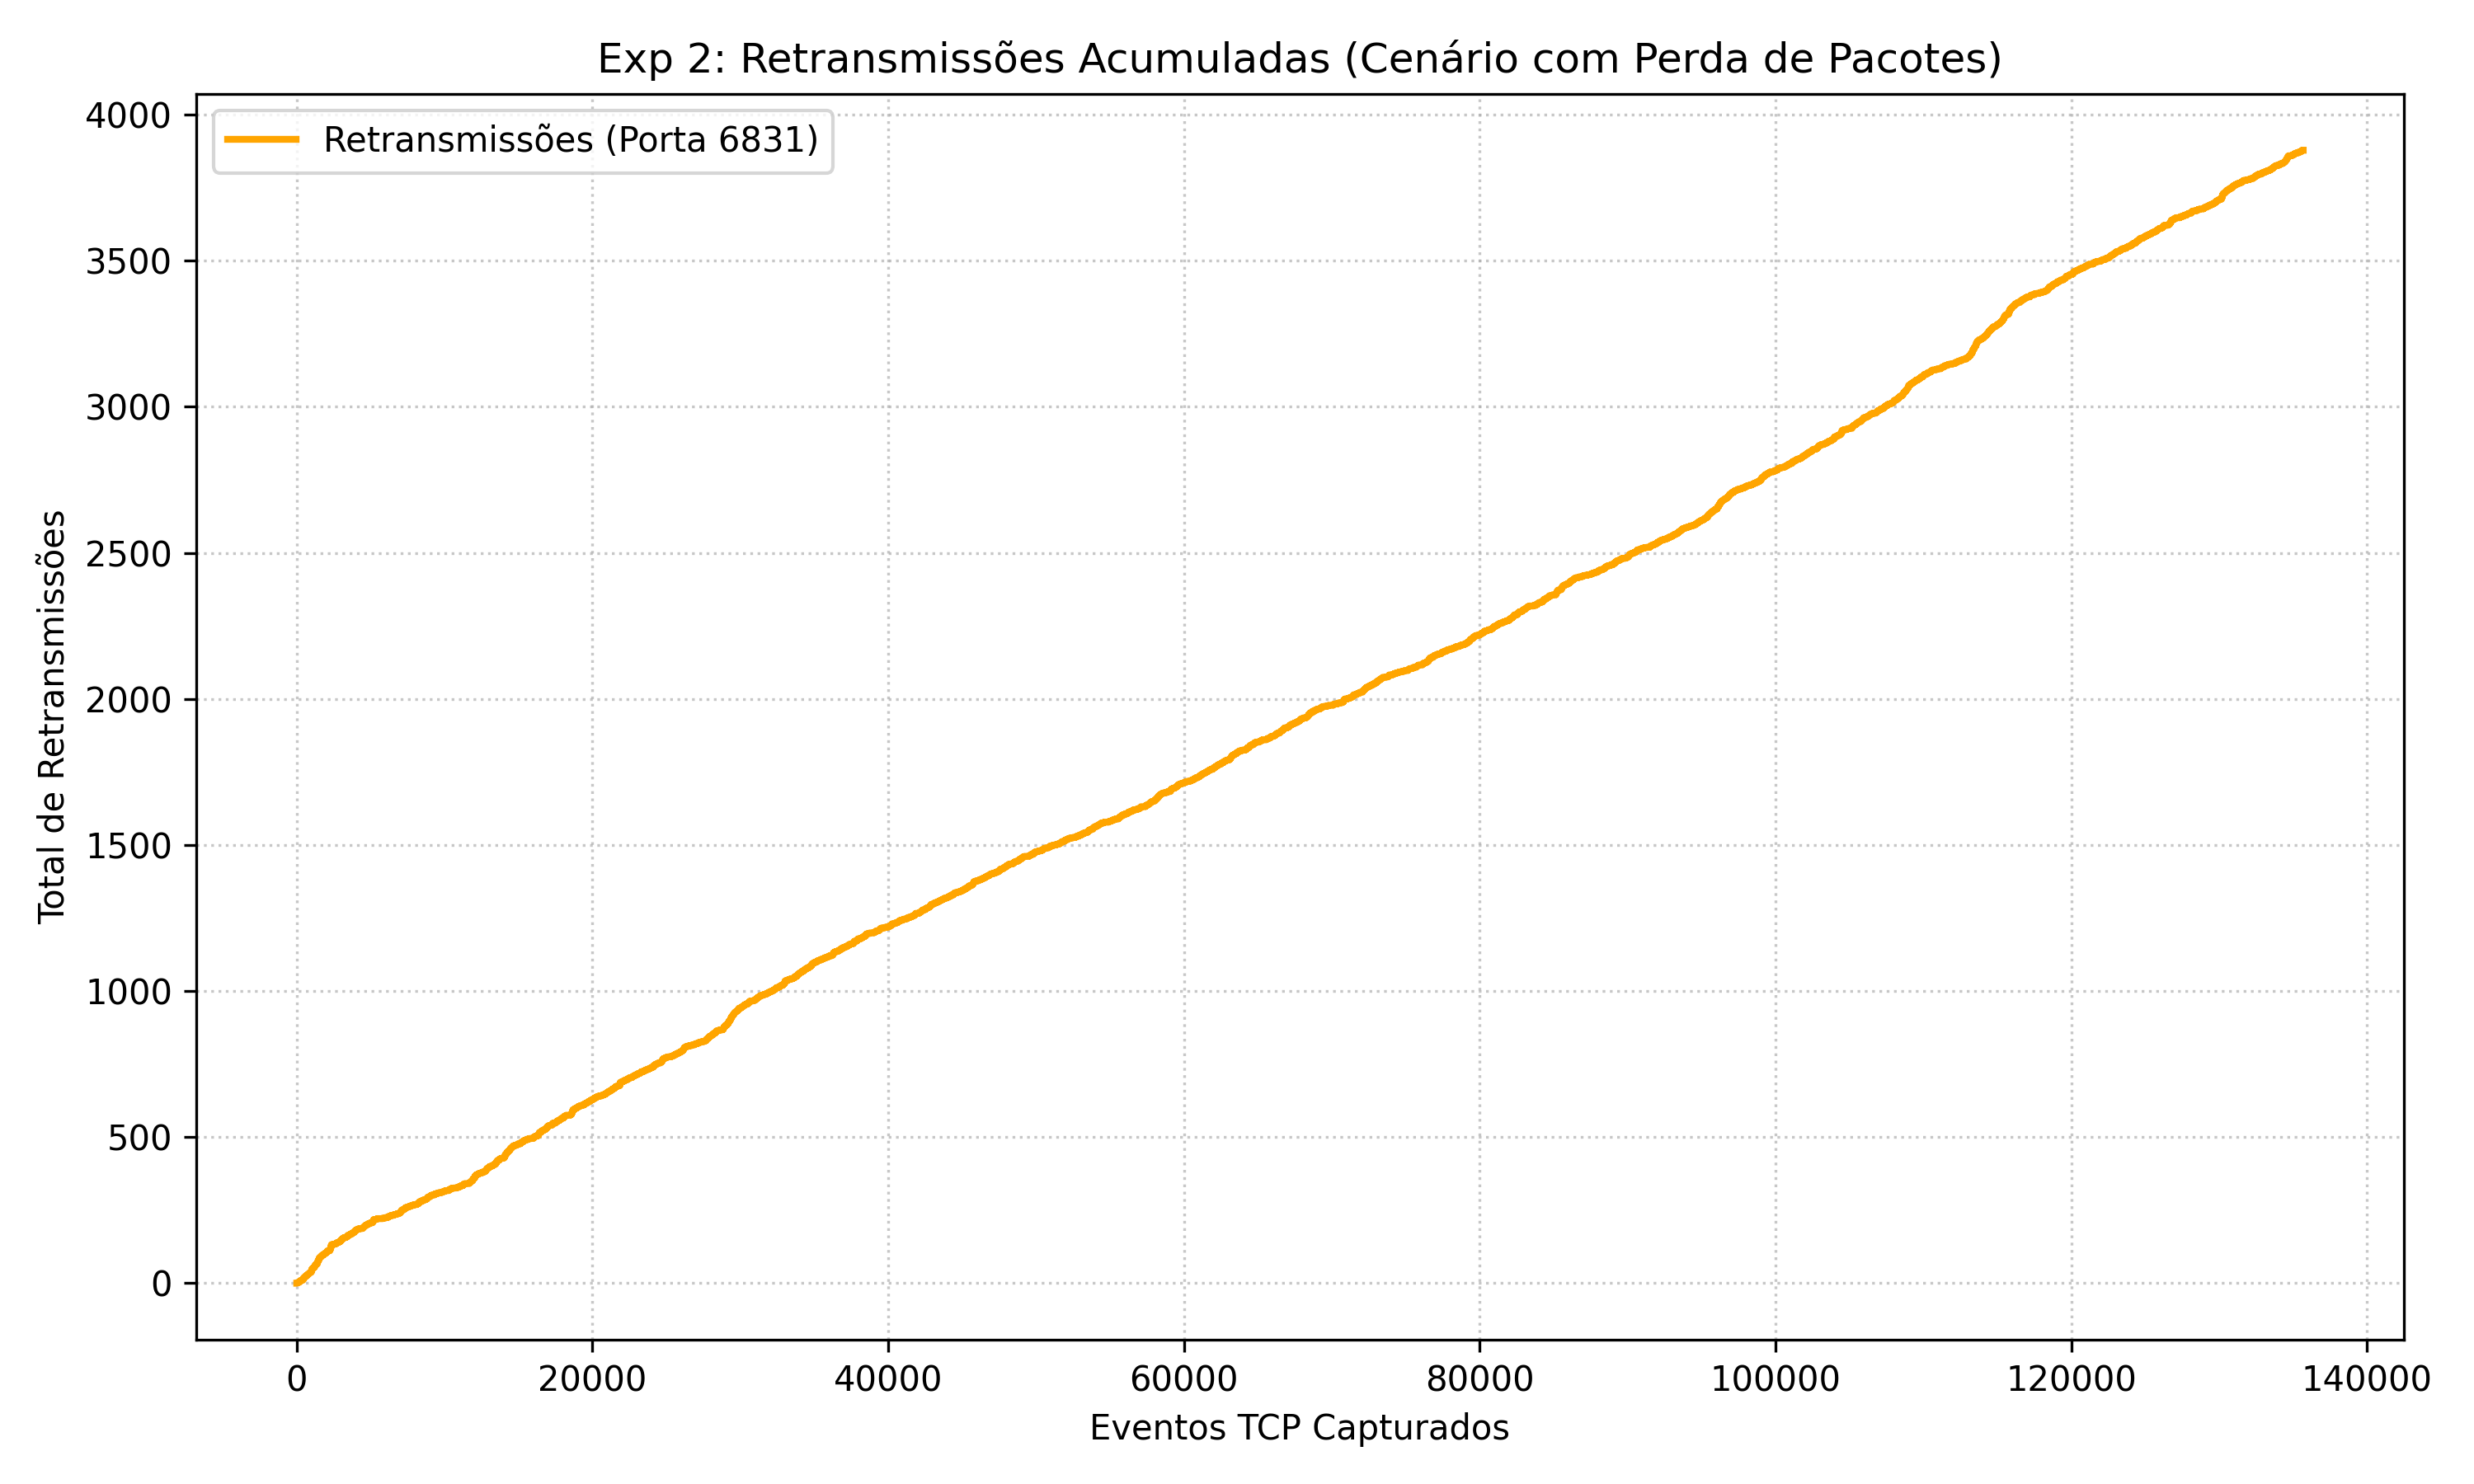 Exp 2: Retransmissões Acumuladas (Cenário com Perda de Pacotes)
Retransmissões (Porta 6831)
Total de Retransmissões
4000
3500
3000
2500
2000
1500
1000
500
0
0 20000 40000 60000 80000 100000 120000 140000
Eventos TCP Capturados